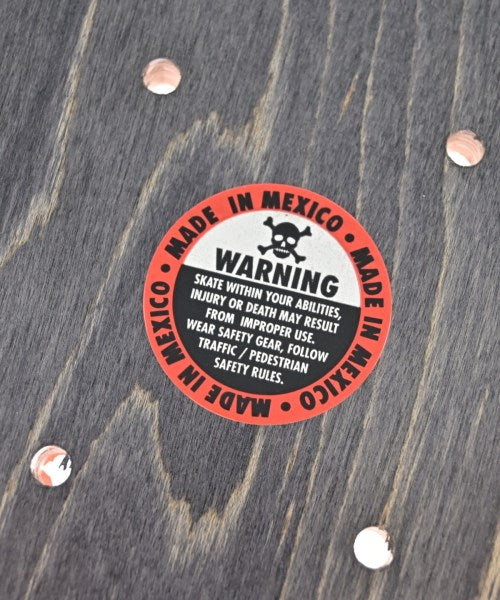 MADE IN MEXICO • MADE IN MEXICO • MADE IN MEXICO •
WARNING
SKATE WITHIN YOUR ABILITIES,
INJURY OR DEATH MAY RESULT
FROM IMPROPER USE.
WEAR SAFETY GEAR, FOLLOW
TRAFFIC / PEDESTRIAN
SAFETY RULES.